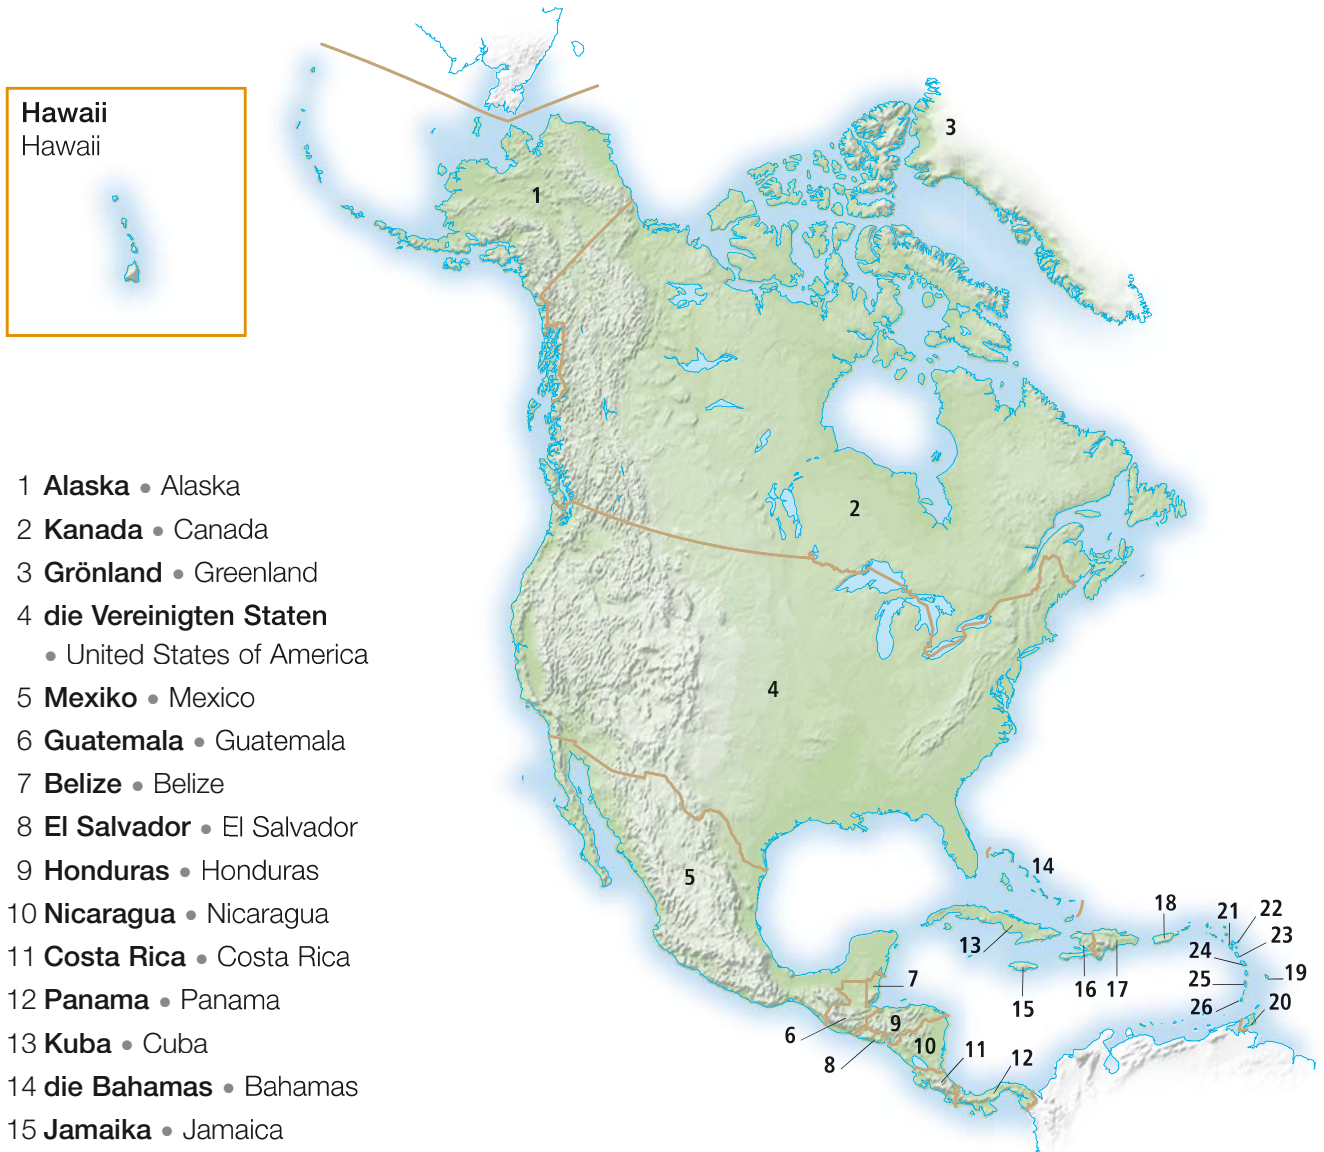 Hawaii
Hawaii
1 Alaska • Alaska
2 Kanada • Canada
3 Grönland • Greenland
4 die Vereinigten Staten
• United States of America
5 Mexiko • Mexico
6 Guatemala • Guatemala
7 Belize • Belize
8 El Salvador • El Salvador
9 Honduras • Honduras
10 Nicaragua • Nicaragua
11 Costa Rica • Costa Rica
12 Panama • Panama
13 Kuba • Cuba
14 die Bahamas • Bahamas
15 Jamaika • Jamaica
3
1
2
4
5
14
18
21 22
13
23
24
7
19
16 17
25
15
26
20
9
6
10
11
12
8